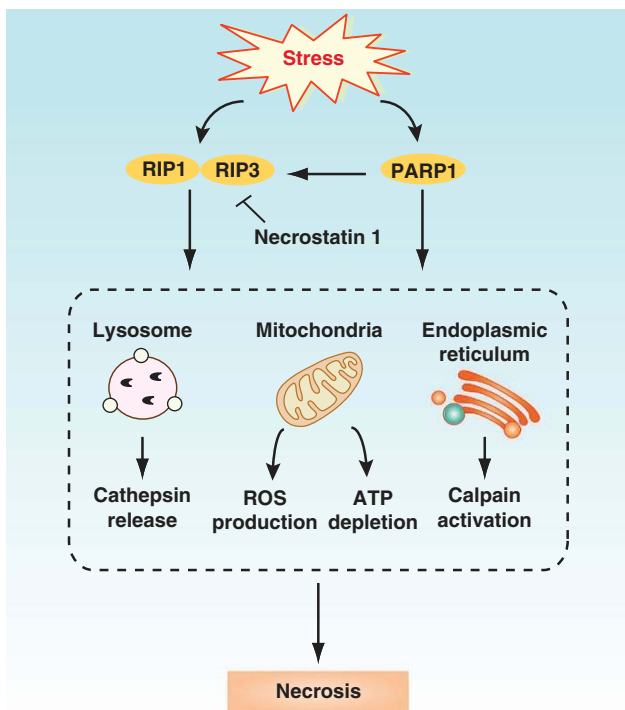 Stress
RIP1
RIP3
PARP1
Necrostatin 1
Lysosome
Mitochondria
Endoplasmic
reticulum
Cathepsin
release
ROS
production
ATP
depletion
Calpain
activation
Necrosis